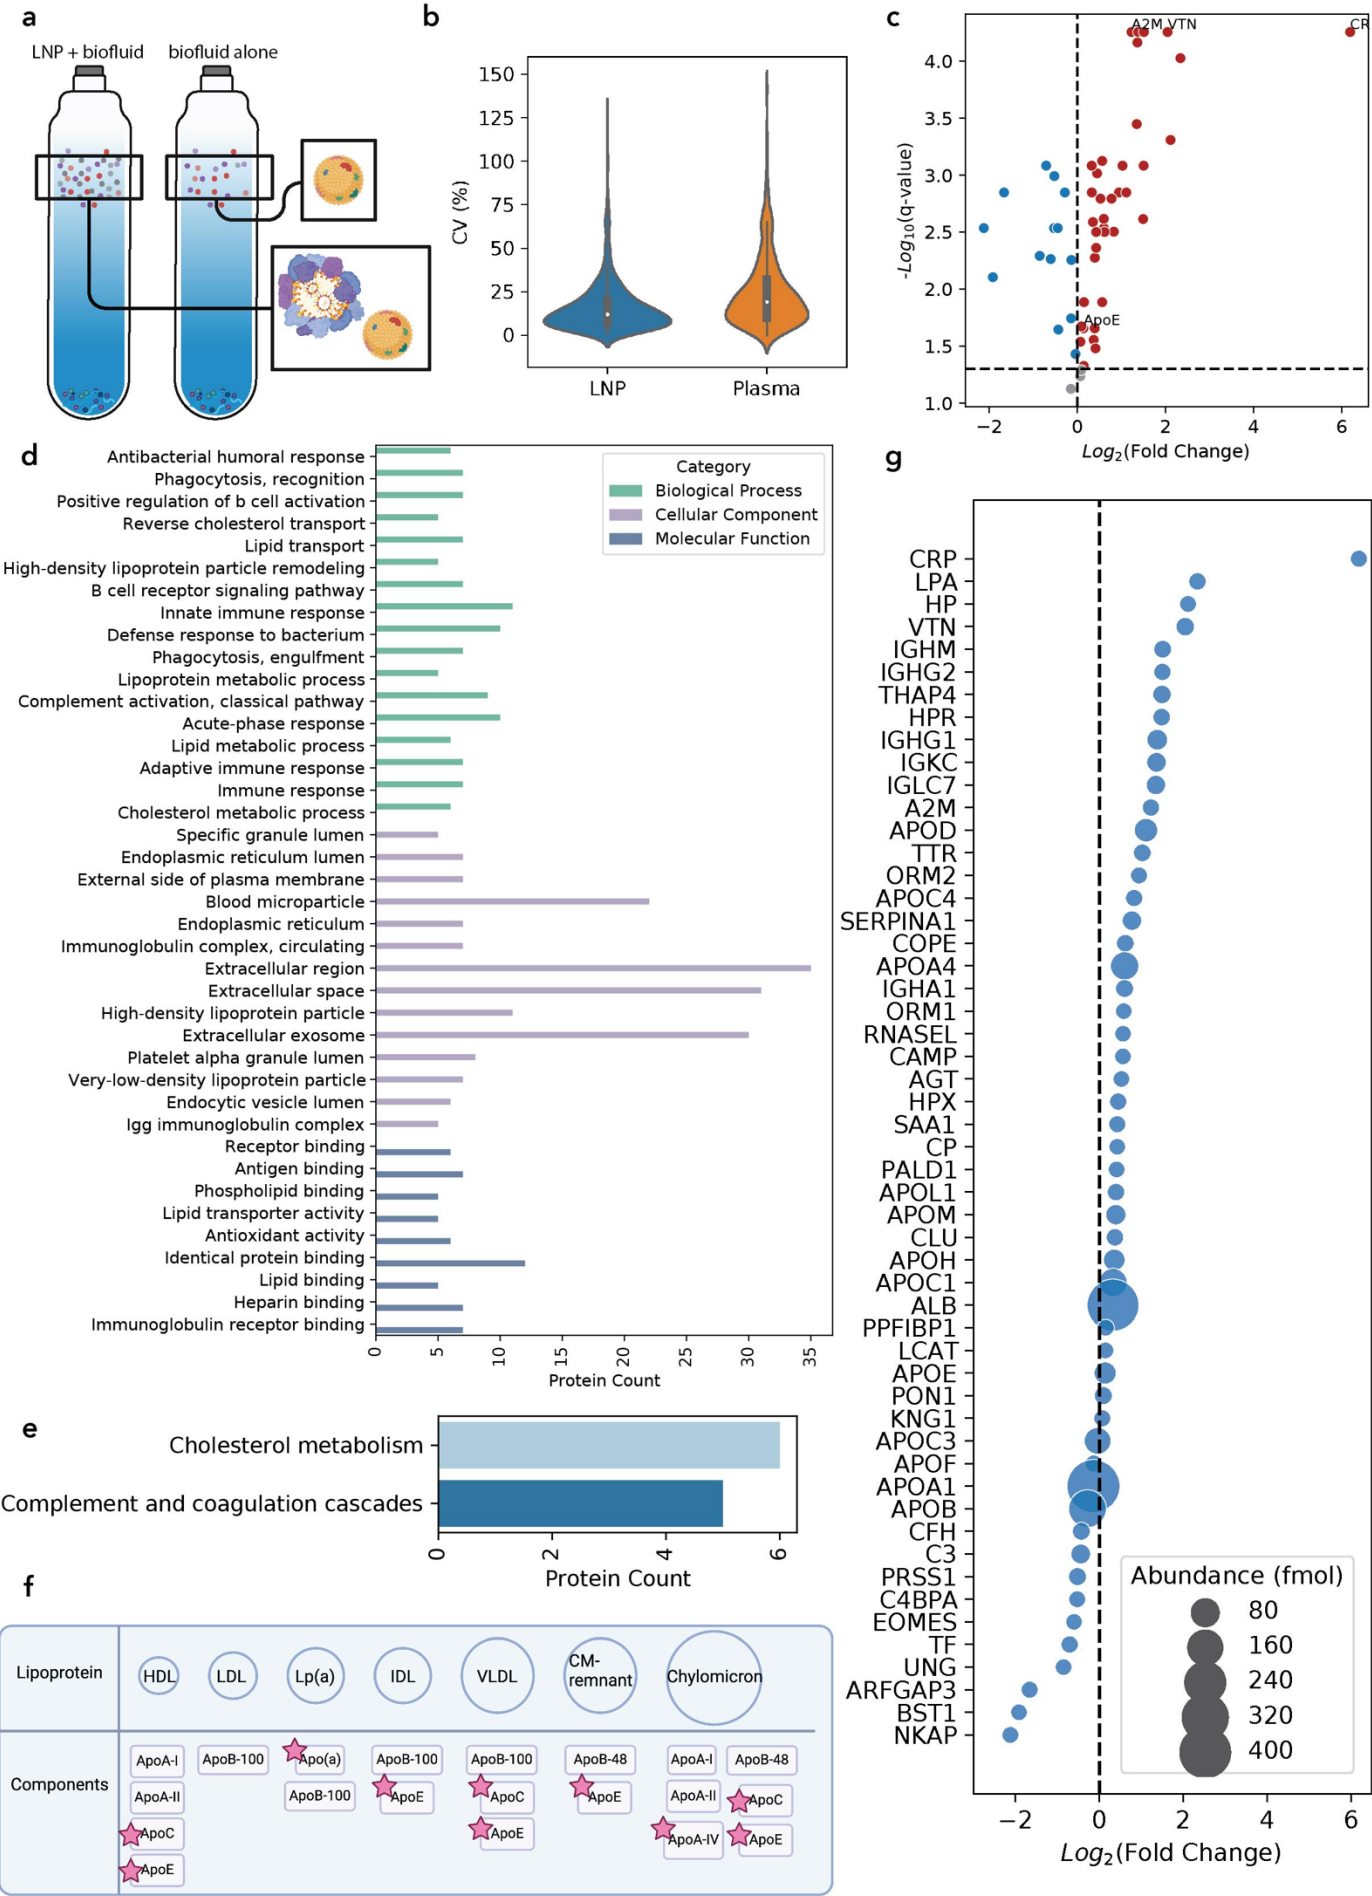 a
LNP + biofluid
biofluid alone
b
CV (%)
150
125
100
75
50
25
0
LNP
Plasma
c
A2M VTN
CR
ApoE
-Log10(q-value)
4.0
3.5
3.0
2.5
2.0
1.5
1.0
−2
0
2
4
6
Log2(Fold Change)
d
Antibacterial humoral response
Phagocytosis, recognition
Positive regulation of b cell activation
Reverse cholesterol transport
Lipid transport
High-density lipoprotein particle remodeling
B cell receptor signaling pathway
Innate immune response
Defense response to bacterium
Phagocytosis, engulfment
Lipoprotein metabolic process
Complement activation, classical pathway
Acute-phase response
Lipid metabolic process
Adaptive immune response
Immune response
Cholesterol metabolic process
Specific granule lumen
Endoplasmic reticulum lumen
External side of plasma membrane
Blood microparticle
Endoplasmic reticulum
Immunoglobulin complex, circulating
Extracellular region
Extracellular space
High-density lipoprotein particle
Extracellular exosome
Platelet alpha granule lumen
Very-low-density lipoprotein particle
Endocytic vesicle lumen
Igg immunoglobulin complex
Receptor binding
Antigen binding
Phospholipid binding
Lipid transporter activity
Antioxidant activity
Identical protein binding
Lipid binding
Heparin binding
Immunoglobulin receptor binding
Category
Biological Process
Cellular Component
Molecular Function
0
5
10
15
20
25
30
35
Protein Count
e
Cholesterol metabolism
Complement and coagulation cascades
0
2
4
6
Protein Count
f
Lipoprotein
HDL
LDL
Lp(a)
IDL
VLDL
CM-
remnant
Chylomicron
Components
ApoA-I
ApoA-II
ApoC
ApoE
ApoB-100
Apo(a)
ApoB-100
ApoB-100
ApoE
ApoB-100
ApoC
ApoE
ApoB-48
ApoE
ApoA-I
ApoA-II
ApoA-IV
ApoB-48
ApoC
ApoE
g
CRP
LPA
HP
VTN
IGHM
IGHG2
THAP4
HPR
IGHG1
IGKC
IGLC7
A2M
APOD
TTR
ORM2
APOC4
SERPINA1
COPE
APOA4
IGHA1
ORM1
RNASEL
CAMP
AGT
HPX
SAA1
CP
PALD1
APOL1
APOM
CLU
APOH
APOC1
ALB
PPFIBP1
LCAT
APOE
PON1
KNG1
APOC3
APOF
APOA1
APOB
CFH
C3
PRSS1
C4BPA
EOMES
TF
UNG
ARFGAP3
BST1
NKAP
Abundance (fmol)
80
160
240
320
400
−2
0
2
4
6
Log2(Fold Change)